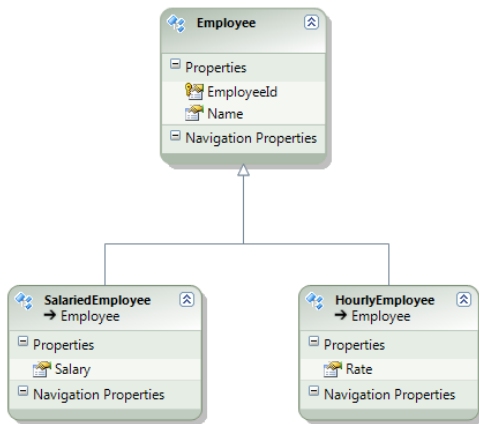 Employee
Properties
EmployeeId
Name
Navigation Properties
SalariedEmployee
➔ Employee
Properties
Salary
Navigation Properties
HourlyEmployee
➔ Employee
Properties
Rate
Navigation Properties